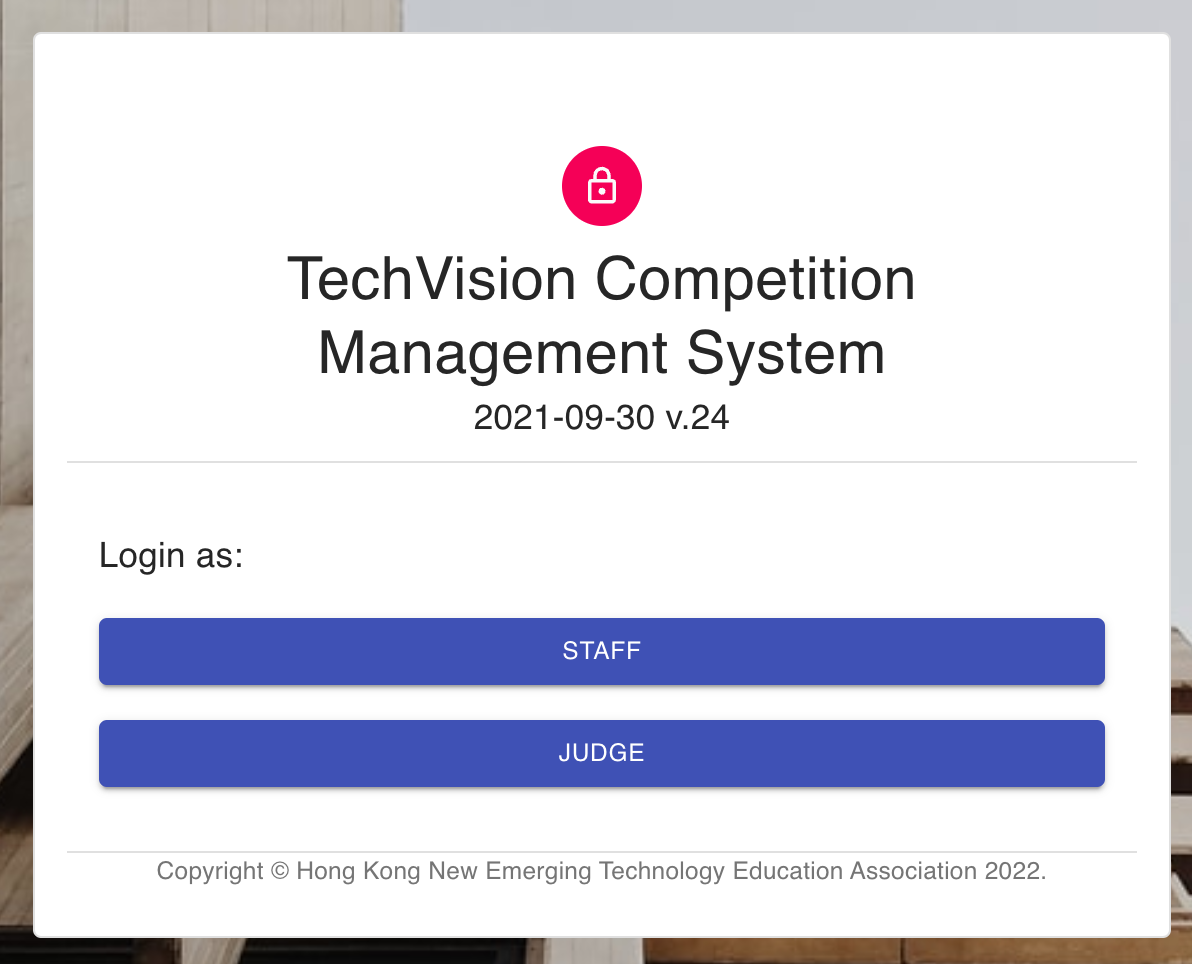 TechVision Competition
Management System
2021-09-30 v.24
Login as:
STAFF
JUDGE
Copyright © Hong Kong New Emerging Technology Education Association 2022.